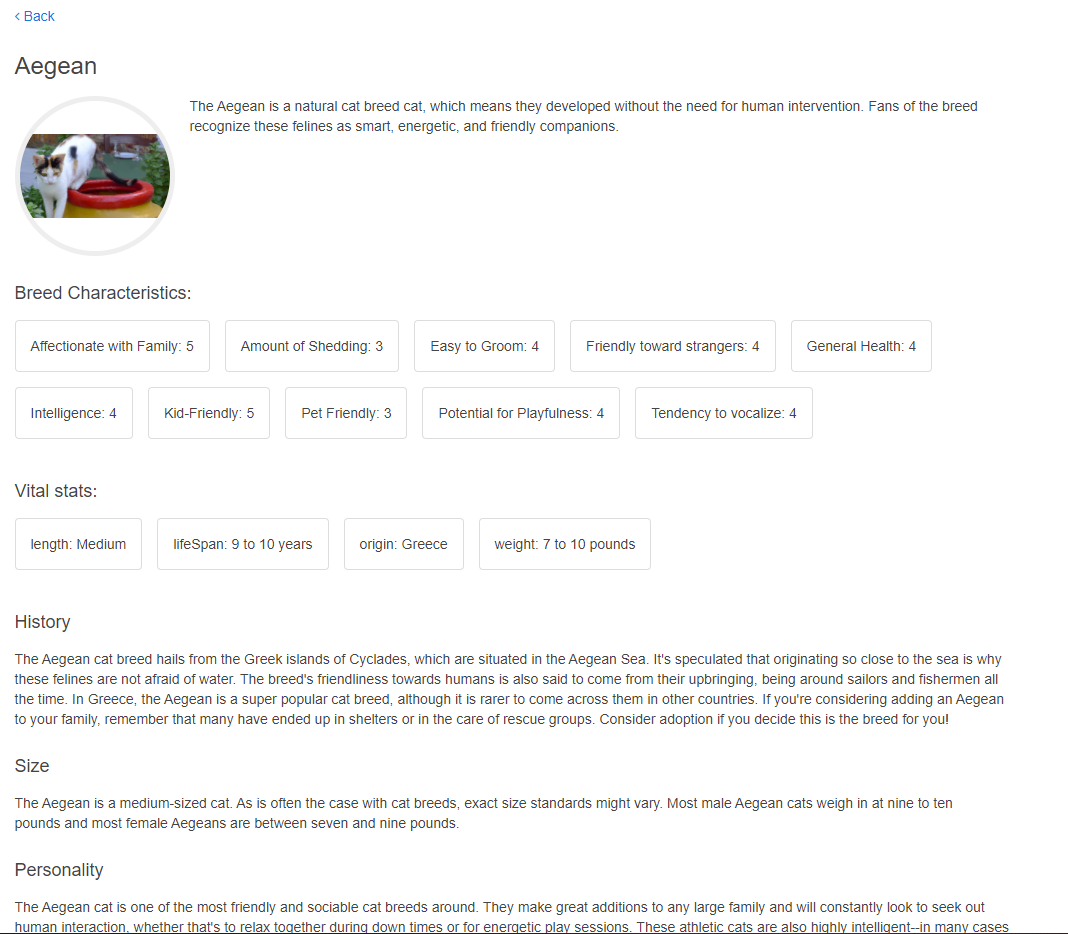 < Back
Aegean
The Aegean is a natural cat breed cat, which means they developed without the need for human intervention. Fans of the breed
recognize these felines as smart, energetic, and friendly companions.
Breed Characteristics:
Affectionate with Family: 5 Amount of Shedding: 3 Easy to Groom: 4 Friendly toward strangers: 4 General Health: 4
Intelligence: 4 Kid-Friendly: 5 Pet Friendly: 3 Potential for Playfulness: 4 Tendency to vocalize: 4
Vital stats:
length: Medium lifeSpan: 9 to 10 years origin: Greece weight: 7 to 10 pounds
History
The Aegean cat breed hails from the Greek islands of Cyclades, which are situated in the Aegean Sea. It's speculated that originating so close to the sea is why
these felines are not afraid of water. The breed's friendliness towards humans is also said to come from their upbringing, being around sailors and fishermen all
the time. In Greece, the Aegean is a super popular cat breed, although it is rarer to come across them in other countries. If you're considering adding an Aegean
to your family, remember that many have ended up in shelters or in the care of rescue groups. Consider adoption if you decide this is the breed for you!
Size
The Aegean is a medium-sized cat. As is often the case with cat breeds, exact size standards might vary. Most male Aegean cats weigh in at nine to ten
pounds and most female Aegeans are between seven and nine pounds.
Personality
The Aegean cat is one of the most friendly and sociable cat breeds around. They make great additions to any large family and will constantly look to seek out
human interaction, whether that's to relax together during down times or for energetic play sessions. These athletic cats are also highly intelligent--in many cases